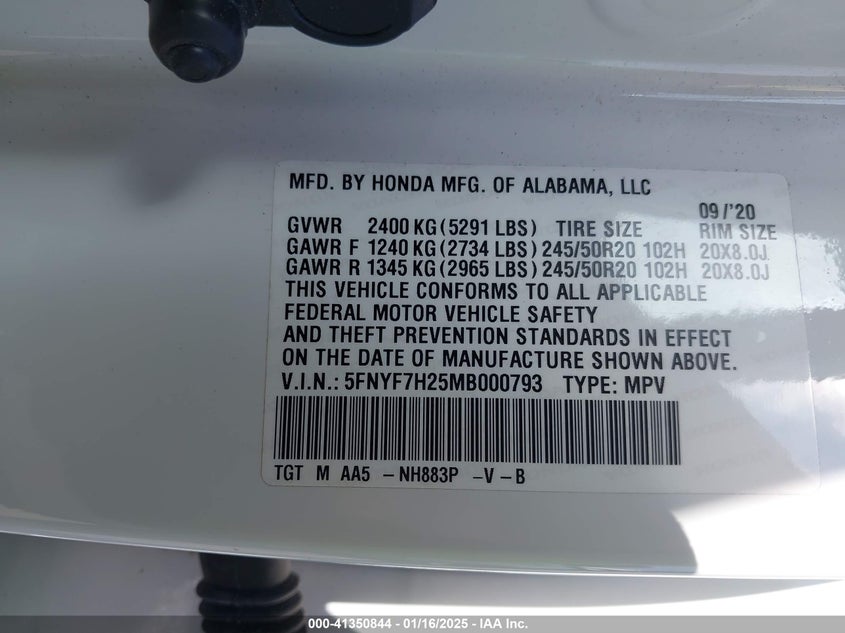 MFD. BY HONDA MFG. OF ALABAMA, LLC
09/'20
GVWR 2400 KG (5291 LBS) TIRE SIZE RIM SIZE
GAWR F 1240 KG (2734 LBS) 245/50R20 102H 20X8.0J
GAWR R 1345 KG (2965 LBS) 245/50R20 102H 20X8.0J
THIS VEHICLE CONFORMS TO ALL APPLICABLE
FEDERAL MOTOR VEHICLE SAFETY
AND THEFT PREVENTION STANDARDS IN EFFECT
ON THE DATE OF MANUFACTURE SHOWN ABOVE.
V.I.N.: 5FNYF7H25MB000793 TYPE: MPV
TGT M AA5 - NH883P -V - B
000-41350844 - 01/16/2025 - IAA Inc.